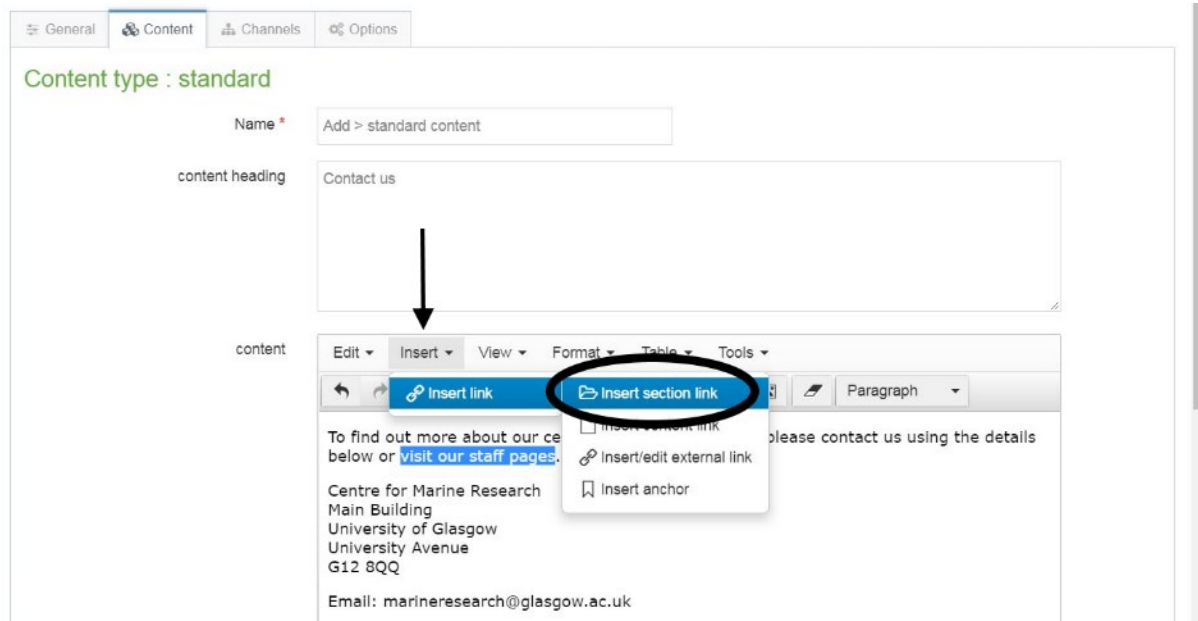 General Content Channels Options
Content type : standard
Name *
Add > standard content
content heading
Contact us
content
Edit Insert View Format Table Tools
Insert link Insert section link Paragraph
Insert content link
Insert/edit external link
Insert anchor
To find out more about our ce please contact us using the details
below or visit our staff pages.
Centre for Marine Research
Main Building
University of Glasgow
University Avenue
G12 8QQ
Email: marineresearch@glasgow.ac.uk